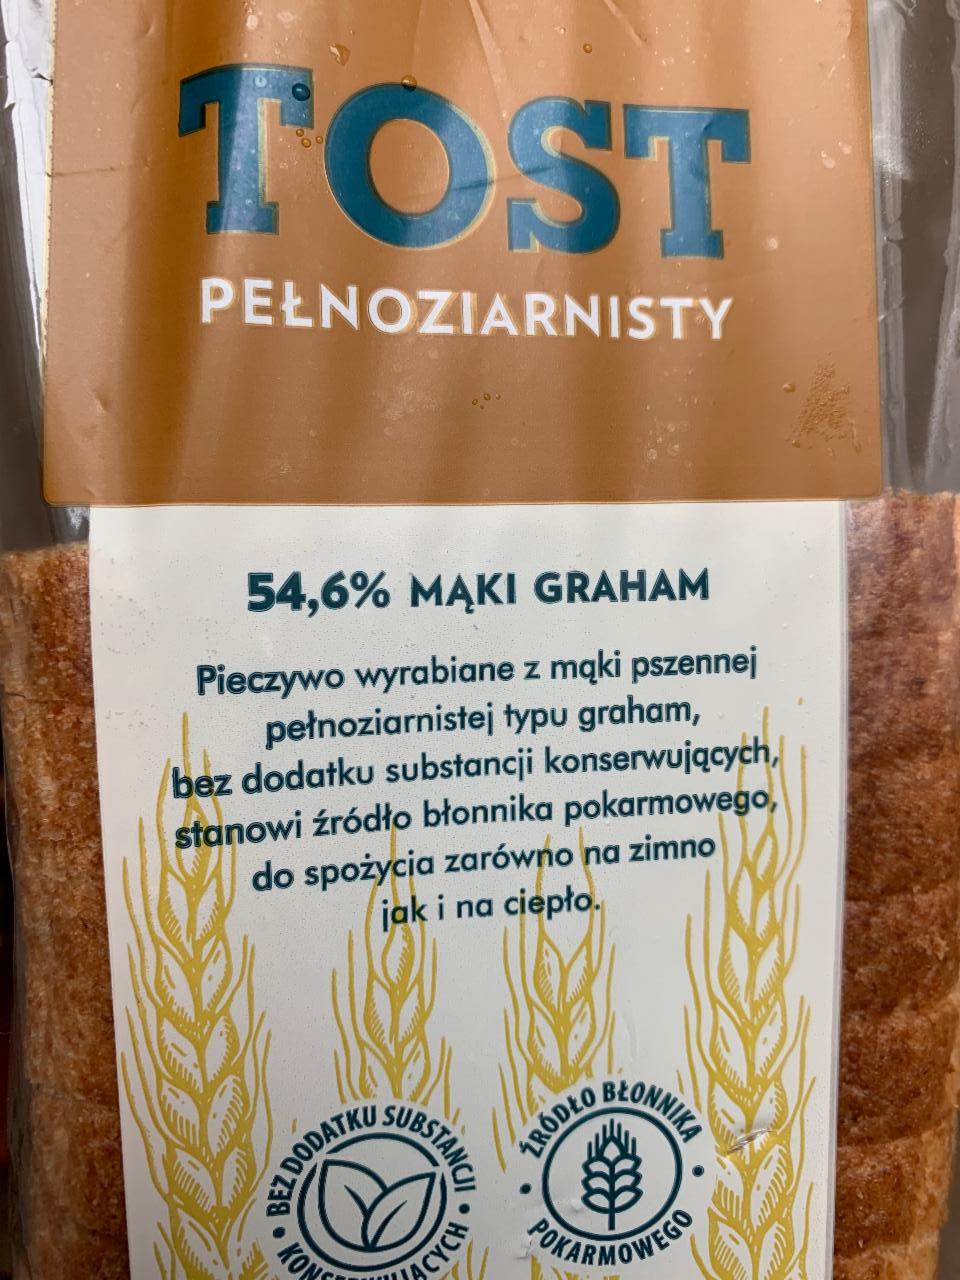 TOST
PEŁNOZIARNISTY
54,6% MĄKI GRAHAM
Pieczywo wyrabiane z mąki pszennej
pełnoziarnistej typu graham,
bez dodatku substancji konserwujących,
stanowi źródło błonnika pokarmowego,
do spożycia zarówno na zimno
jak i na ciepło.
• BEZ DODATKU SUBSTANCJI •
KONSERWUJĄCYCH
• ŹRÓDŁO BŁONNIKA •
POKARMOWEGO